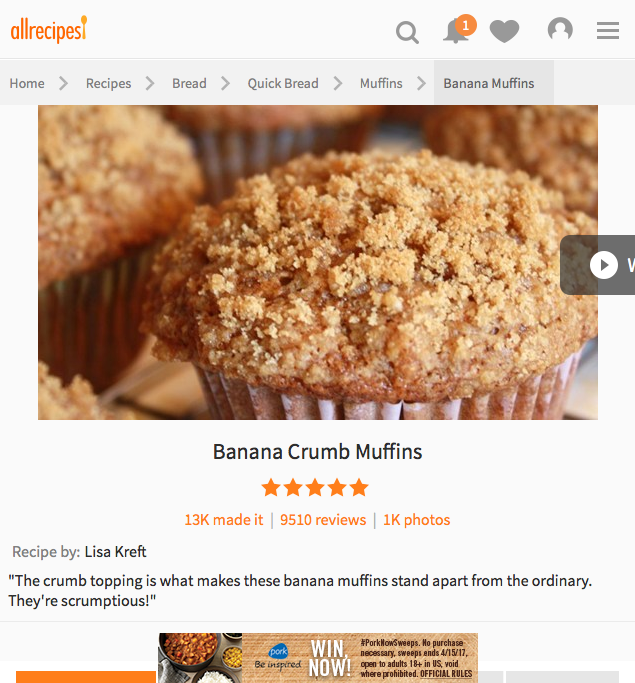 allrecipes
1
Home
Recipes
Bread
Quick Bread
Muffins
Banana Muffins
Banana Crumb Muffins
13K made it | 9510 reviews | 1K photos
Recipe by: Lisa Kreft
"The crumb topping is what makes these banana muffins stand apart from the ordinary.
They're scrumptious!"
pork
Be inspired
WIN,
NOW!
#PorkNowSweeps. No purchase
necessary, sweeps ends 4/15/17,
open to adults 18+ in US, void
where prohibited. OFFICIAL RULES